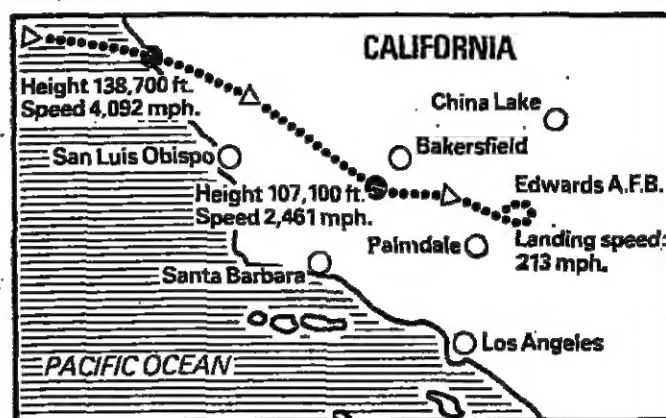 CALIFORNIA
Height 138,700 ft.
Speed 4,092 mph.
China Lake
San Luis Obispo
Bakersfield
Height 107,100 ft.
Speed 2,461 mph.
Edwards A.F.B.
Palmdale
Landing speed:
213 mph.
Santa Barbara
Los Angeles
PACIFIC OCEAN